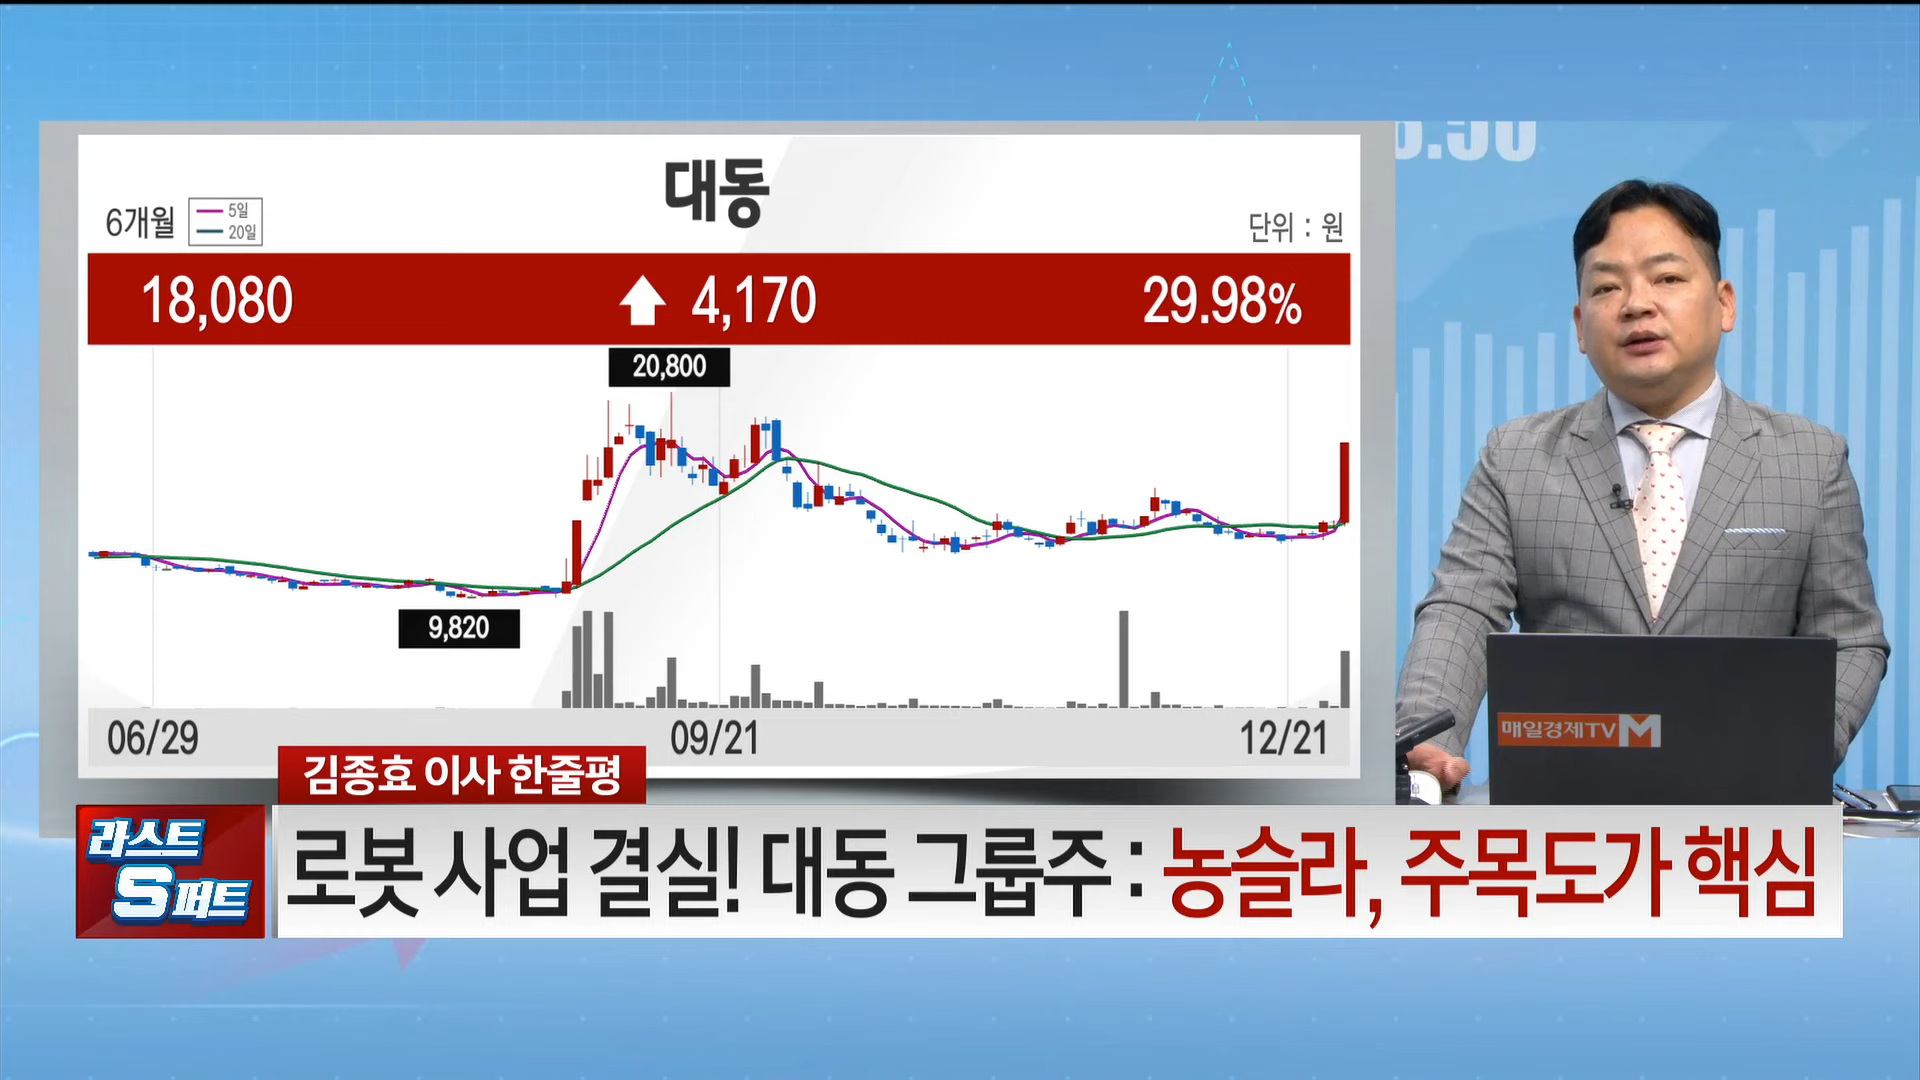 대동
6개월
5일
20일
단위 : 원
18,080
4,170
29.98%
20,800
9,820
06/29
09/21
12/21
매일경제TV M
김종효 이사 한줄평
라스트
S퍼트
로봇 사업 결실! 대동 그룹주 : 농슬라, 주목도가 핵심